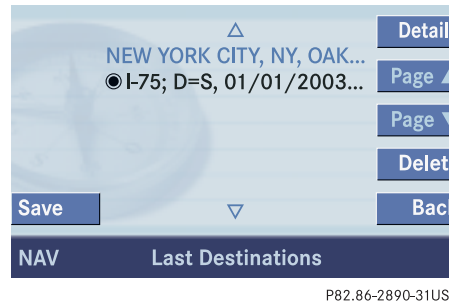 NEW YORK CITY, NY, OAK...
I-75; D=S, 01/01/2003...
Detail
Page
Page
Delet
Save
Bac
NAV Last Destinations
P82.86-2890-31US